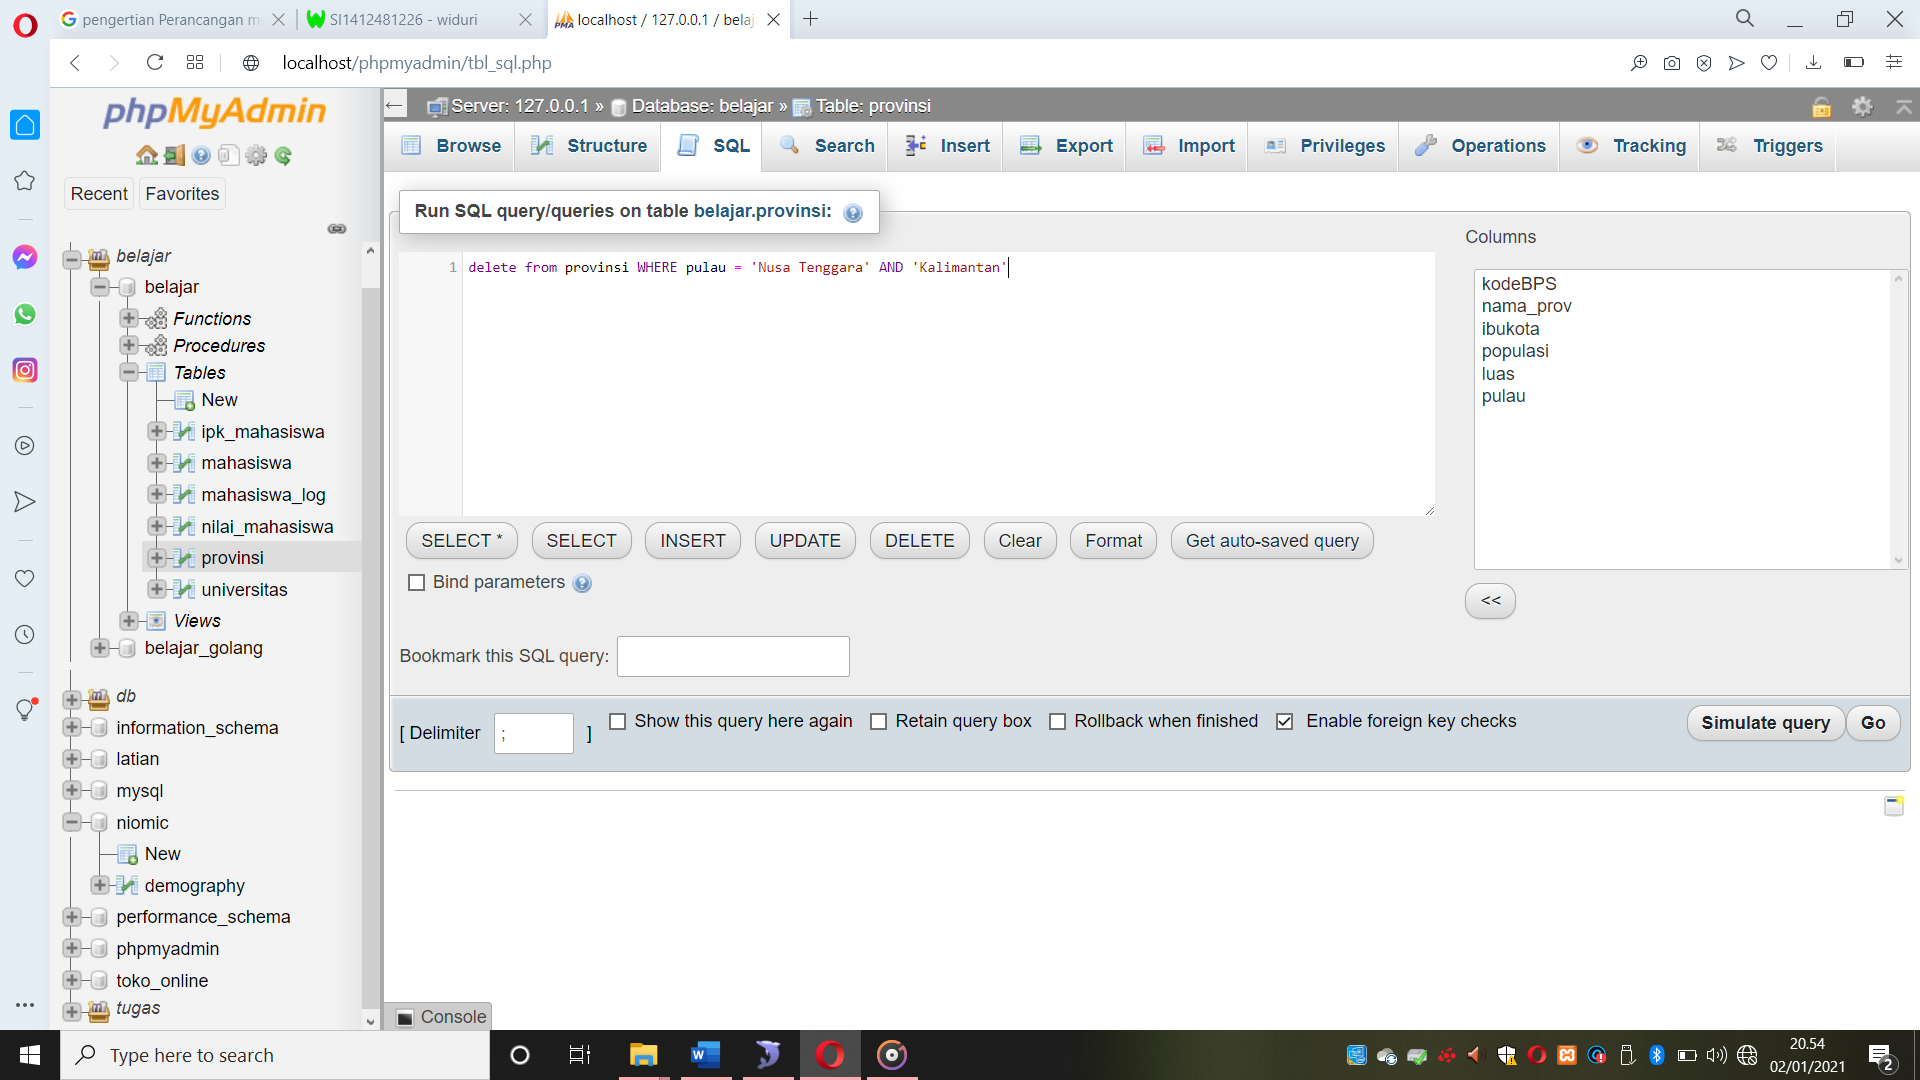 pengertian Perancangan m
SI1412481226 - widuri
localhost / 127.0.0.1 / belaj
localhost/phpmyadmin/tbl_sql.php
phpMyAdmin
Recent
Favorites
belajar
belajar
Functions
Procedures
Tables
New
ipk_mahasiswa
mahasiswa
mahasiswa_log
nilai_mahasiswa
provinsi
universitas
Views
belajar_golang
db
information_schema
latian
mysql
niomic
New
demography
performance_schema
phpmyadmin
toko_online
tugas
Server: 127.0.0.1 » Database: belajar » Table: provinsi
Browse
Structure
SQL
Search
Insert
Export
Import
Privileges
Operations
Tracking
Triggers
Run SQL query/queries on table belajar.provinsi:
1 delete from provinsi WHERE pulau = 'Nusa Tenggara' AND 'Kalimantan'
Columns
kodeBPS
nama_prov
ibukota
populasi
luas
pulau
<<
SELECT *
SELECT
INSERT
UPDATE
DELETE
Clear
Format
Get auto-saved query
Bind parameters
Bookmark this SQL query:
[ Delimiter ; ]
Show this query here again
Retain query box
Rollback when finished
Enable foreign key checks
Simulate query
Go
Console
Type here to search
20.54
02/01/2021
2